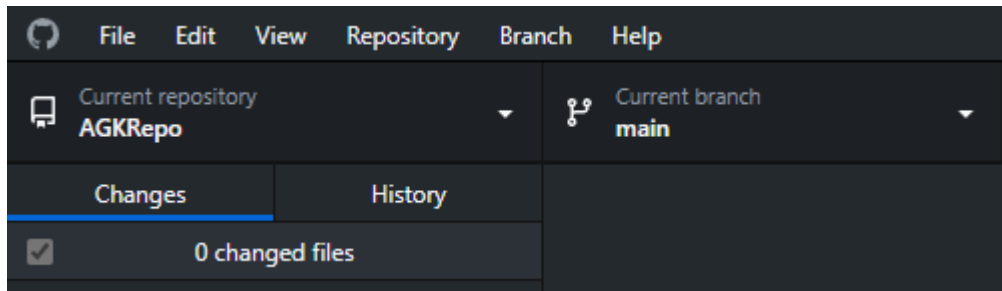 File Edit View Repository Branch Help
Current repository
AGKRepo
Current branch
main
Changes History
0 changed files